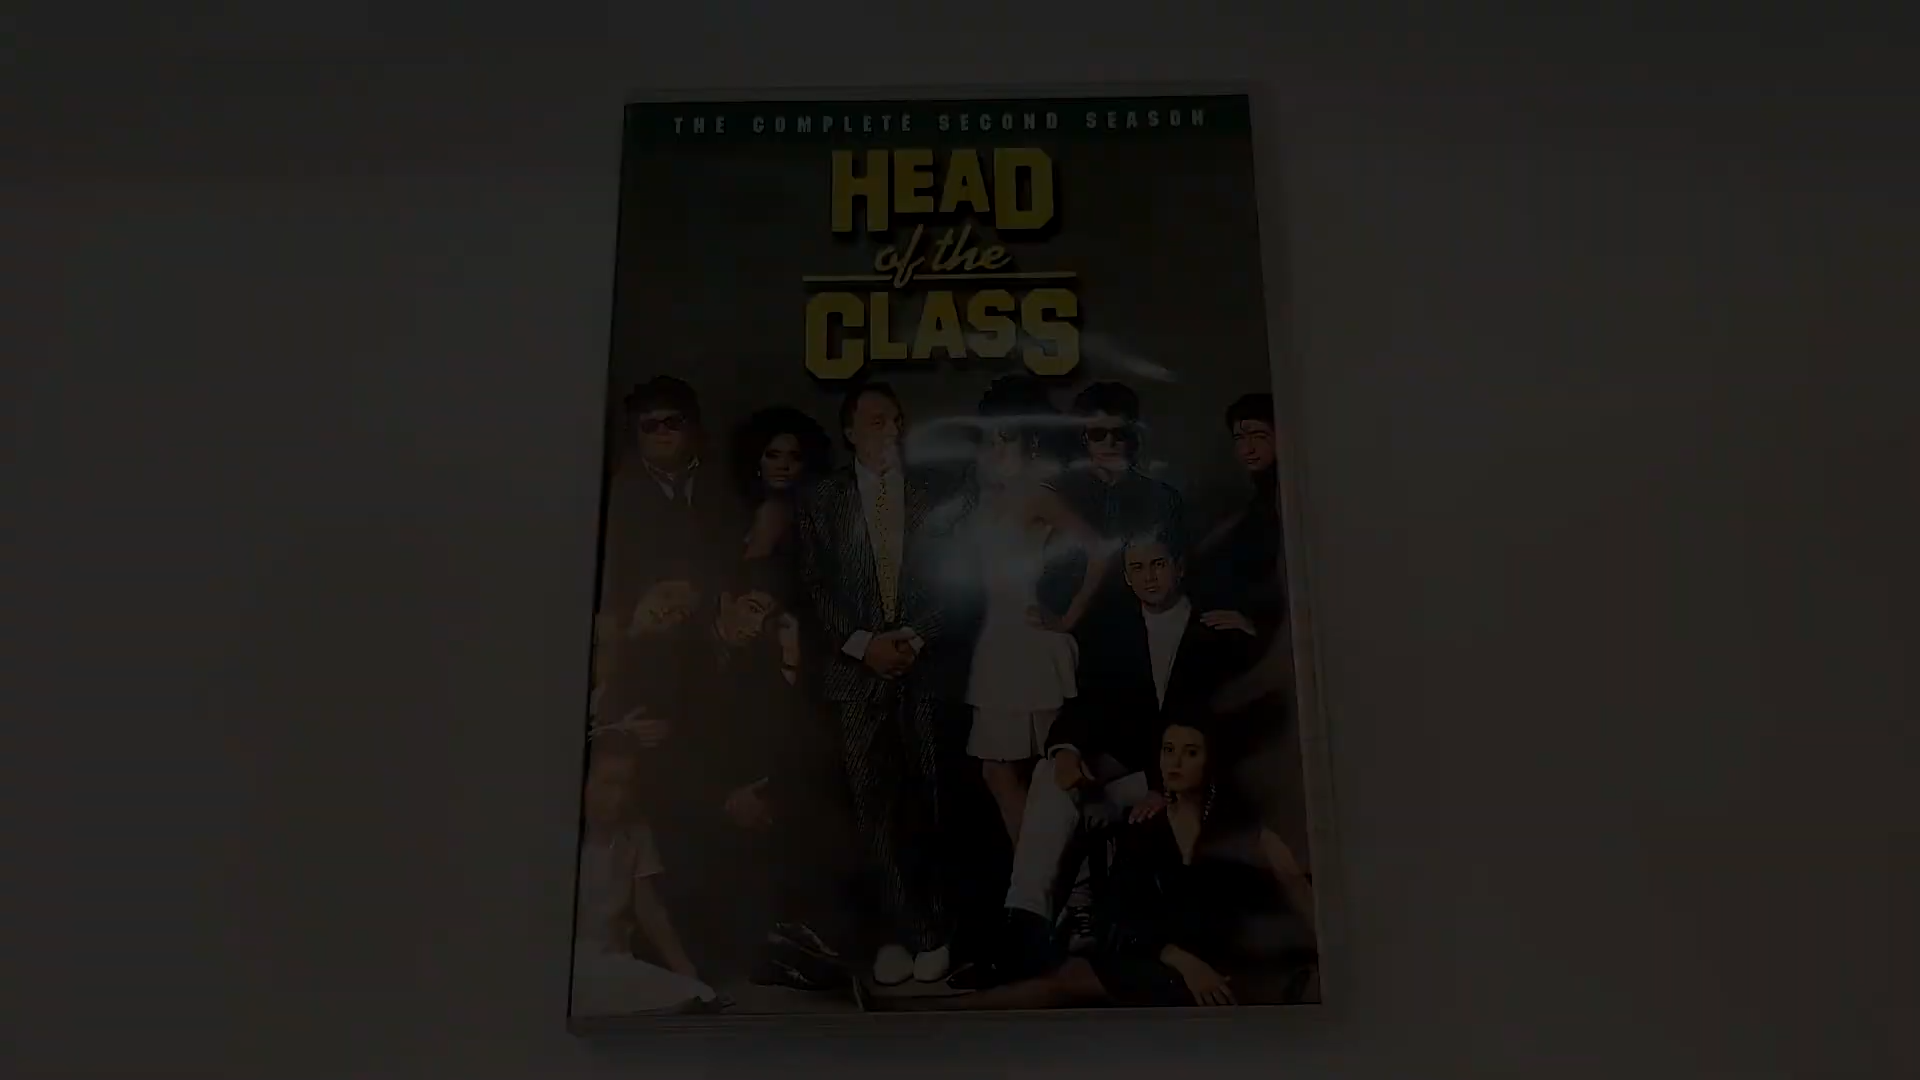 THE COMPLETE SECOND SEASON
HEAD
of the
CLASS